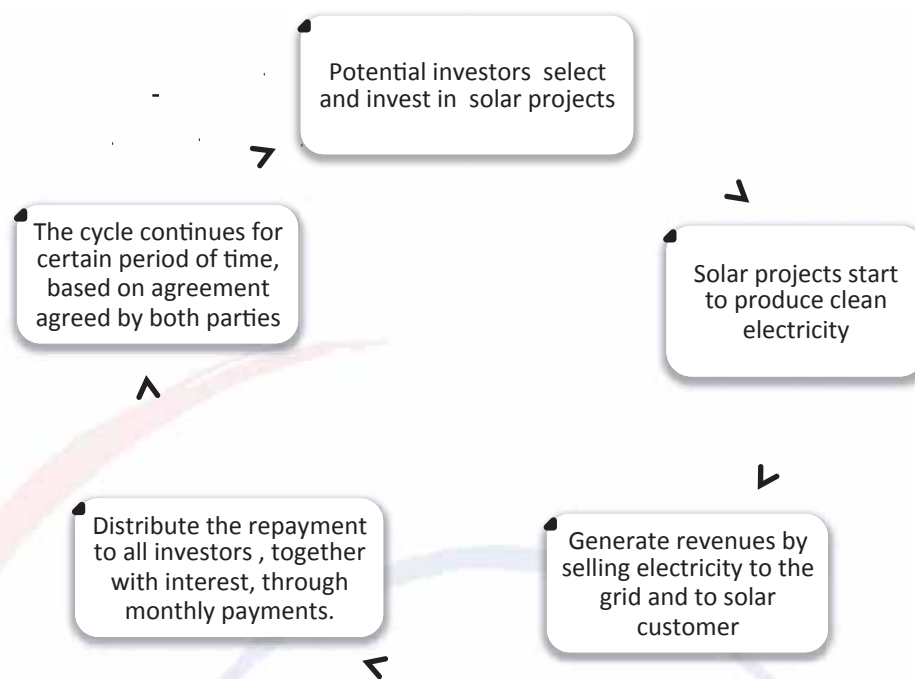 Potential investors select
and invest in solar projects
Solar projects start
to produce clean
electricity
Generate revenues by
selling electricity to the
grid and to solar
customer
Distribute the repayment
to all investors , together
with interest, through
monthly payments.
The cycle continues for
certain period of time,
based on agreement
agreed by both parties